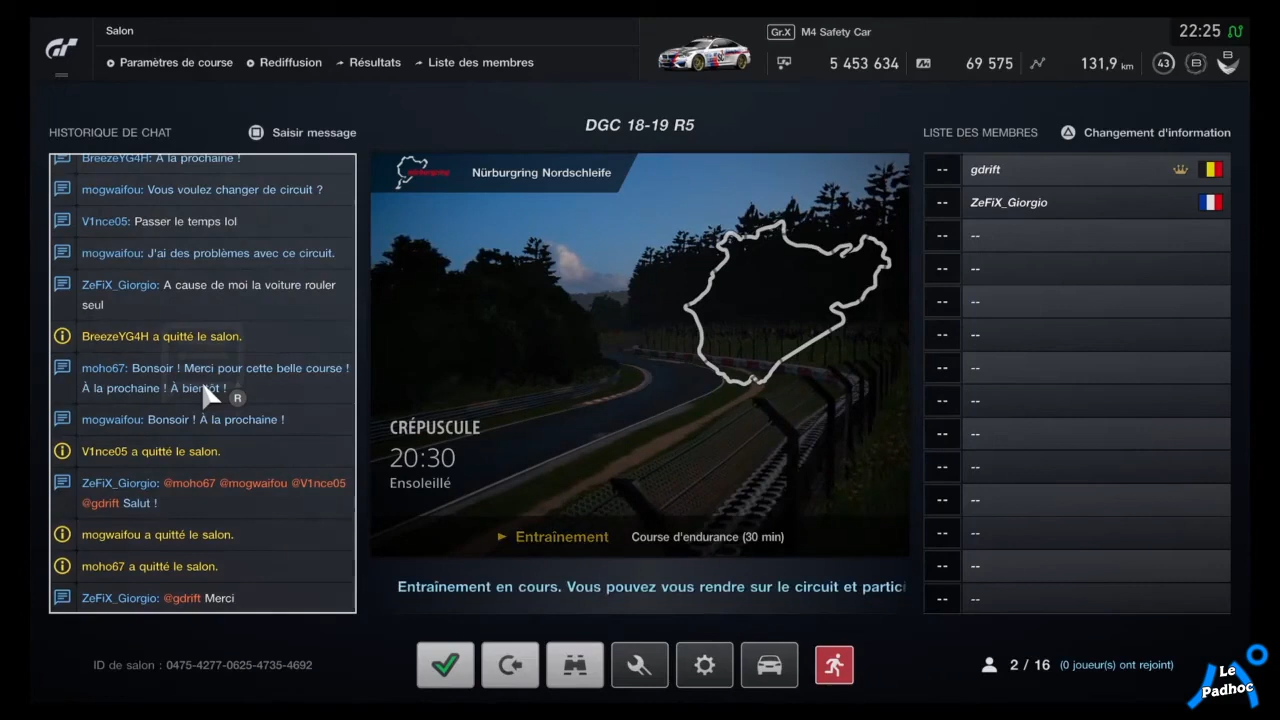 Salon
Gr.X M4 Safety Car
22:25
Paramètres de course Rediffusion Résultats Liste des membres
5 453 634 69 575 131,9 km 43 B B
DGC 18-19 R5
HISTORIQUE DE CHAT Saisir message
BreezeYG4H: A la prochaine !
mogwaifou: Vous voulez changer de circuit ?
V1nce05: Passer le temps lol
mogwaifou: J'ai des problèmes avec ce circuit.
ZeFiX_Giorgio: A cause de moi la voiture rouler
seul
BreezeYG4H a quitté le salon.
moho67: Bonsoir ! Merci pour cette belle course !
À la prochaine ! À bientôt !
R
mogwaifou: Bonsoir ! À la prochaine !
V1nce05 a quitté le salon.
ZeFiX_Giorgio: @moho67 @mogwaifou @V1nce05
@gdrift Salut !
mogwaifou a quitté le salon.
moho67 a quitté le salon.
ZeFiX_Giorgio: @gdrift Merci
nürburgring Nürburgring Nordschleife
CRÉPUSCULE
20:30
Ensoleillé
Entraînement Course d'endurance (30 min)
Entraînement en cours. Vous pouvez vous rendre sur le circuit et partici
LISTE DES MEMBRES Changement d'information
-- gdrift
-- ZeFiX_Giorgio
-- --
-- --
-- --
-- --
-- --
-- --
-- --
-- --
-- --
-- --
-- --
-- --
ID de salon : 0475-4277-0625-4735-4692
2 / 16 (0 joueur(s) ont rejoint)
Le
Padhoc